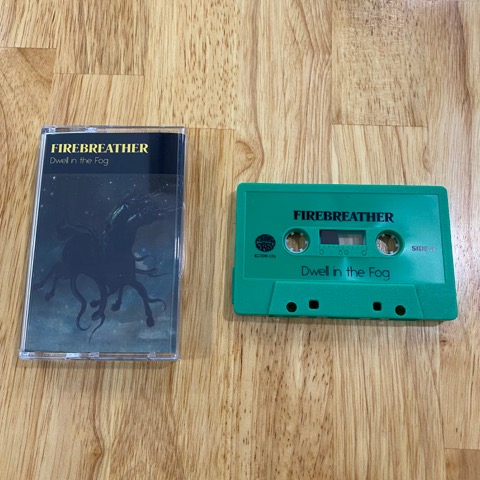 FIREBREATHER
Dwell in the Fog
FIREBREATHER
Dwell in the Fog